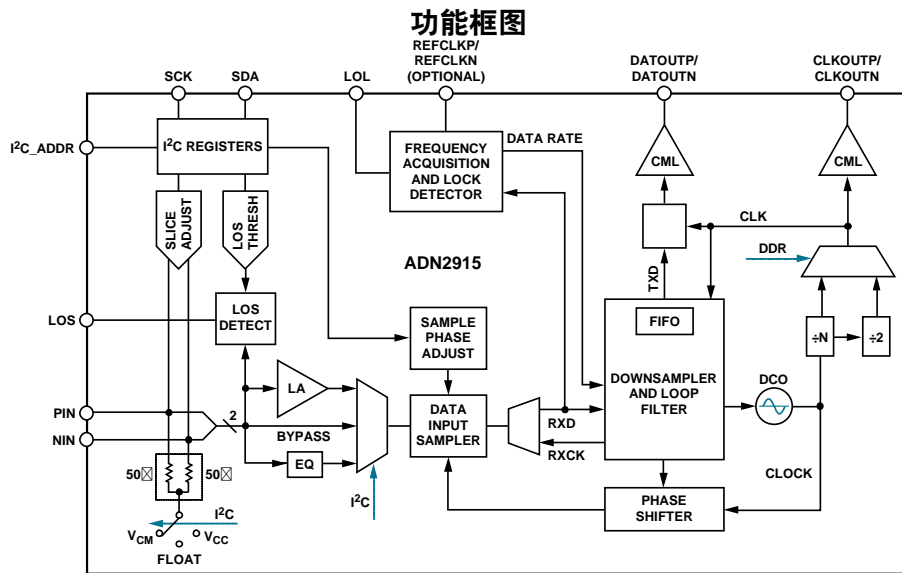 功能框图
REFCLKP/
REFCLKN
(OPTIONAL)
DATOUTP/
DATOUTN
CLKOUTP/
CLKOUTN
SCK
SDA
LOL
I²C_ADDR
I²C REGISTERS
FREQUENCY
ACQUISITION
AND LOCK
DETECTOR
DATA RATE
CML
CML
SLICE
ADJUST
LOS
THRESH
CLK
DDR
TXD
ADN2915
LOS
LOS
DETECT
SAMPLE
PHASE
ADJUST
FIFO
÷N
÷2
LA
DOWNSAMPLER
AND LOOP
FILTER
DCO
PIN
NIN
2
BYPASS
DATA
INPUT
SAMPLER
RXD
RXCK
EQ
CLOCK
50
50
I²C
I²C
PHASE
SHIFTER
VCM
VCC
FLOAT